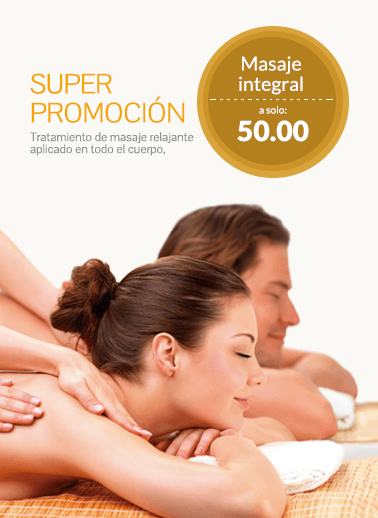 SUPER
PROMOCIÓN
Tratamiento de masaje relajante
aplicado en todo el cuerpo,
Masaje
integral
a solo:
50.00